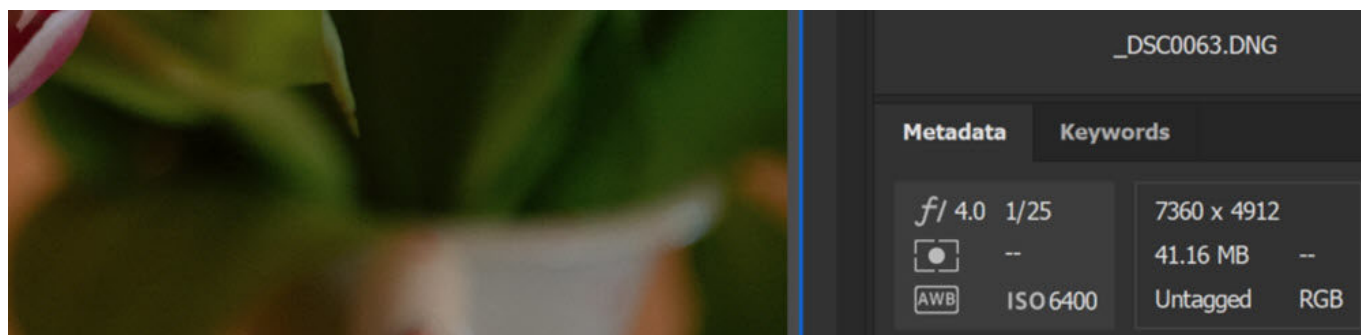 _DSC0063.DNG
Metadata Keywords
ƒ/ 4.0 1/25 7360 x 4912
-- 41.16 MB --
AWB ISO 6400 Untagged RGB